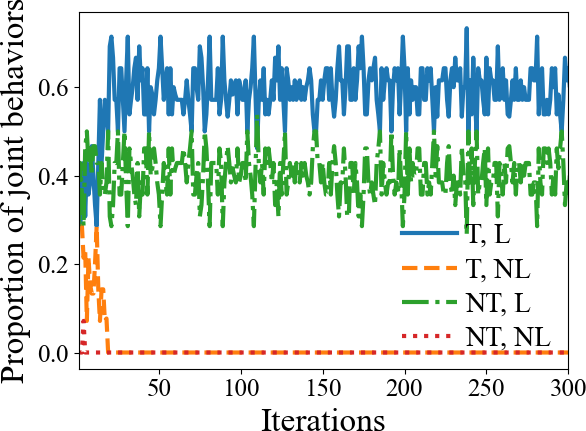 Proportion of joint behaviors
0.6
0.4
0.2
0.0
T, L
T, NL
NT, L
NT, NL
50 100 150 200 250 300
Iterations